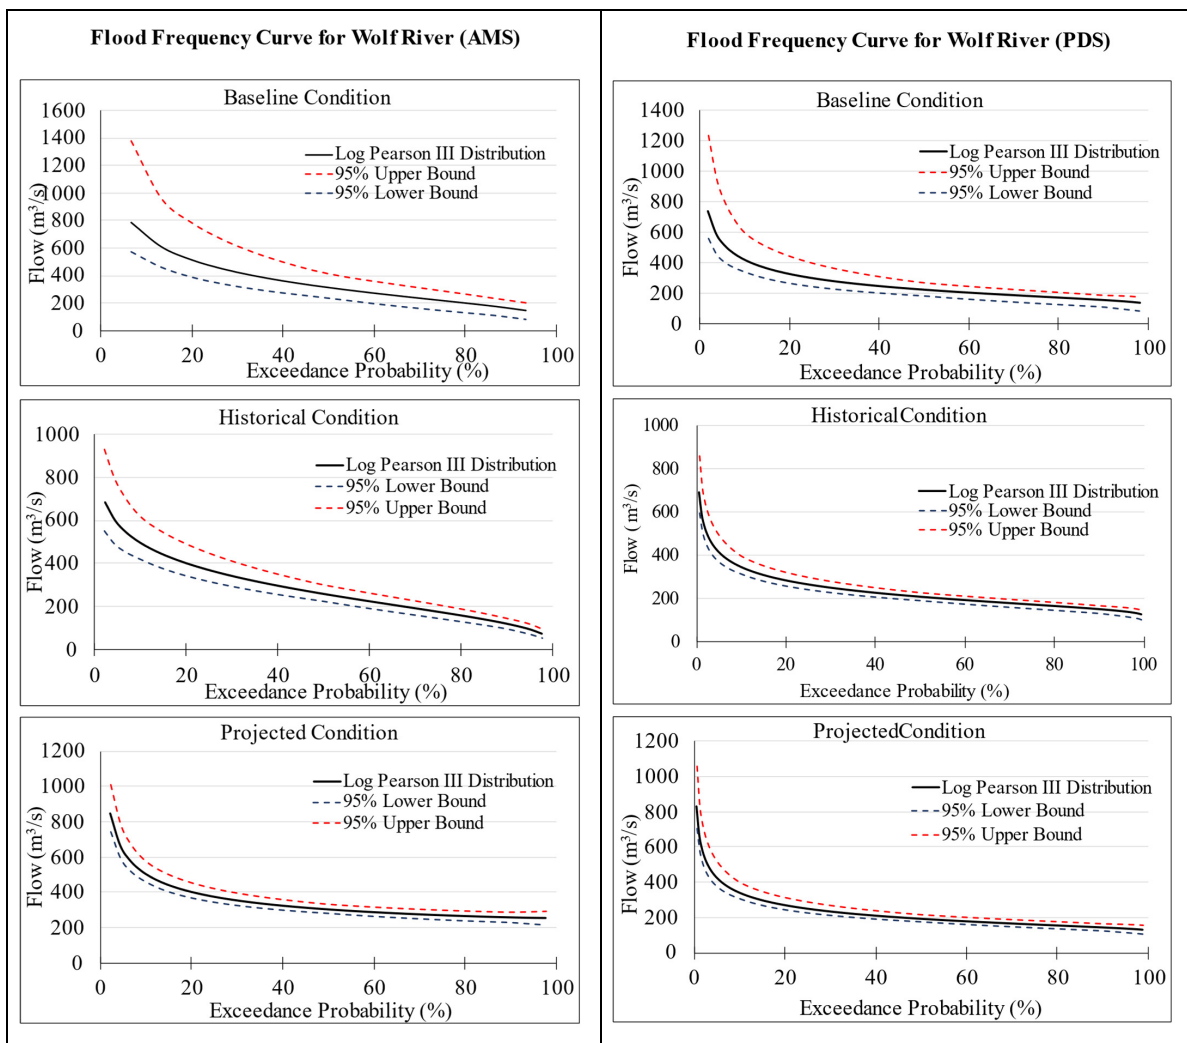 Flood Frequency Curve for Wolf River (AMS)
Baseline Condition
1600
1400
1200
1000
800
600
400
200
0
Flow (m³/s)
Log Pearson III Distribution
95% Upper Bound
95% Lower Bound
0 20 40 60 80 100
Exceedance Probability (%)
Historical Condition
1000
800
600
400
200
0
Flow (m³/s)
Log Pearson III Distribution
95% Lower Bound
95% Upper Bound
0 20 40 60 80 100
Exceedance Probability (%)
Projected Condition
1200
1000
800
600
400
200
0
Flow (m³/s)
Log Pearson III Distribution
95% Lower Bound
95% Upper Bound
0 20 40 60 80 100
Exceedance Probability (%)
Flood Frequency Curve for Wolf River (PDS)
Baseline Condition
1400
1200
1000
800
600
400
200
0
Flow (m³/s)
Log Pearson III Distribution
95% Upper Bound
95% Lower Bound
0 20 40 60 80 100
Exceedance Probability (%)
HistoricalCondition
1000
800
600
400
200
0
Flow ( m³/s)
Log Pearson III Distribution
95% Lower Bound
95% Upper Bound
0 20 40 60 80 100
Exceedance Probability (%)
ProjectedCondition
1200
1000
800
600
400
200
0
Flow (m³/s)
Log Pearson III Distribution
95% Lower Bound
95% Upper Bound
0 20 40 60 80 100
Exceedance Probability (%)